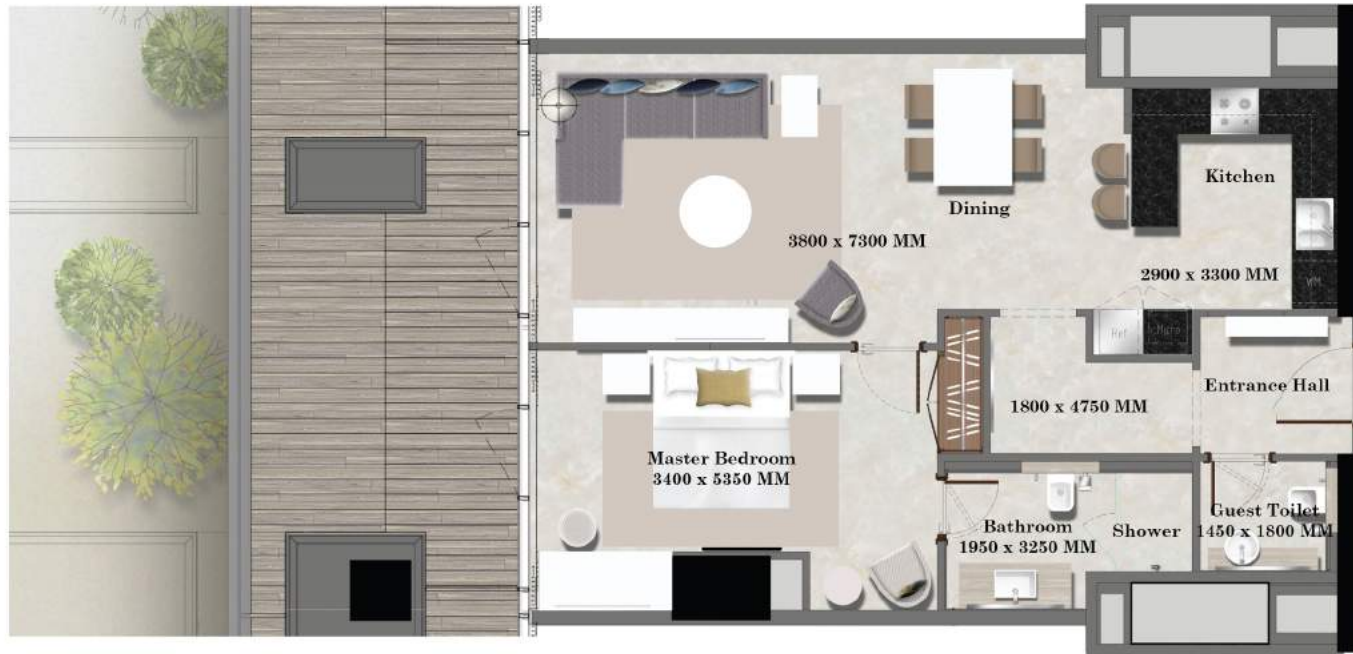 Kitchen
Dining
3800 x 7300 MM
2900 x 3300 MM
WM
Entrance Hall
1800 x 4750 MM
Master Bedroom
3400 x 5350 MM
Guest Toilet
1450 x 1800 MM
Bathroom
1950 x 3250 MM
Shower